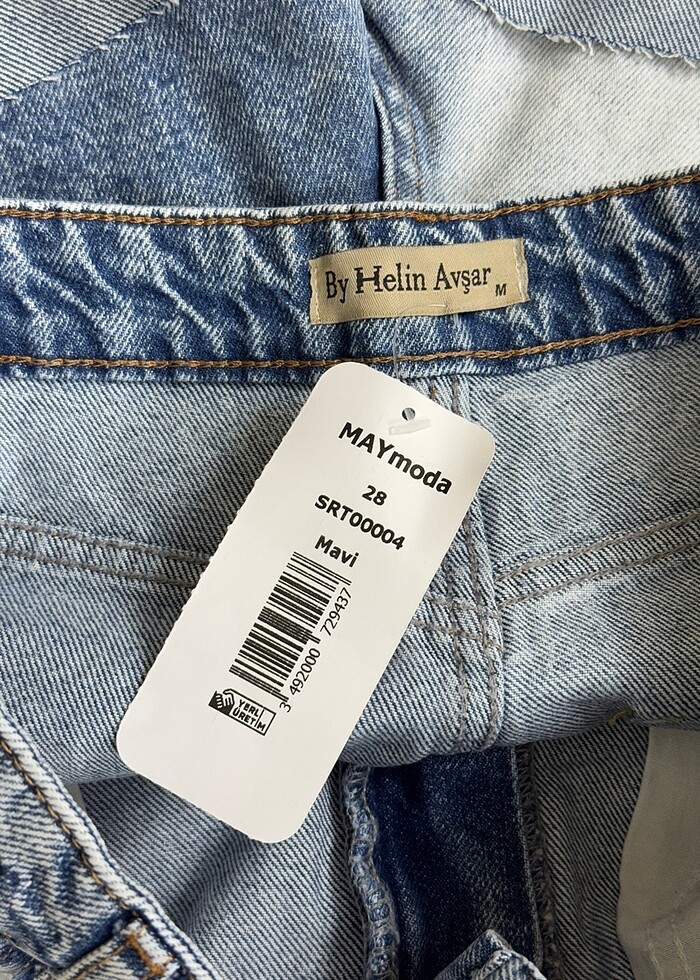 By Helin Avşar M
MAYmoda
28
SRT00004
Mavi
3 492000 729437
YERLİ
ÜRETİM